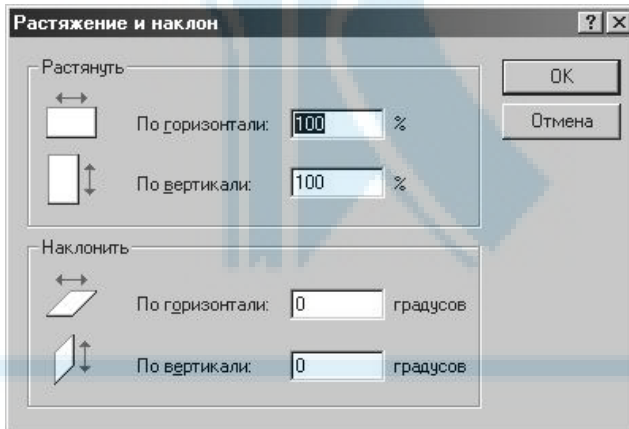 Растяжение и наклон
Растянуть
По горизонтали: 100 %
По вертикали: 100 %
Наклонить
По горизонтали: 0 градусов
По вертикали: 0 градусов
OK
Отмена